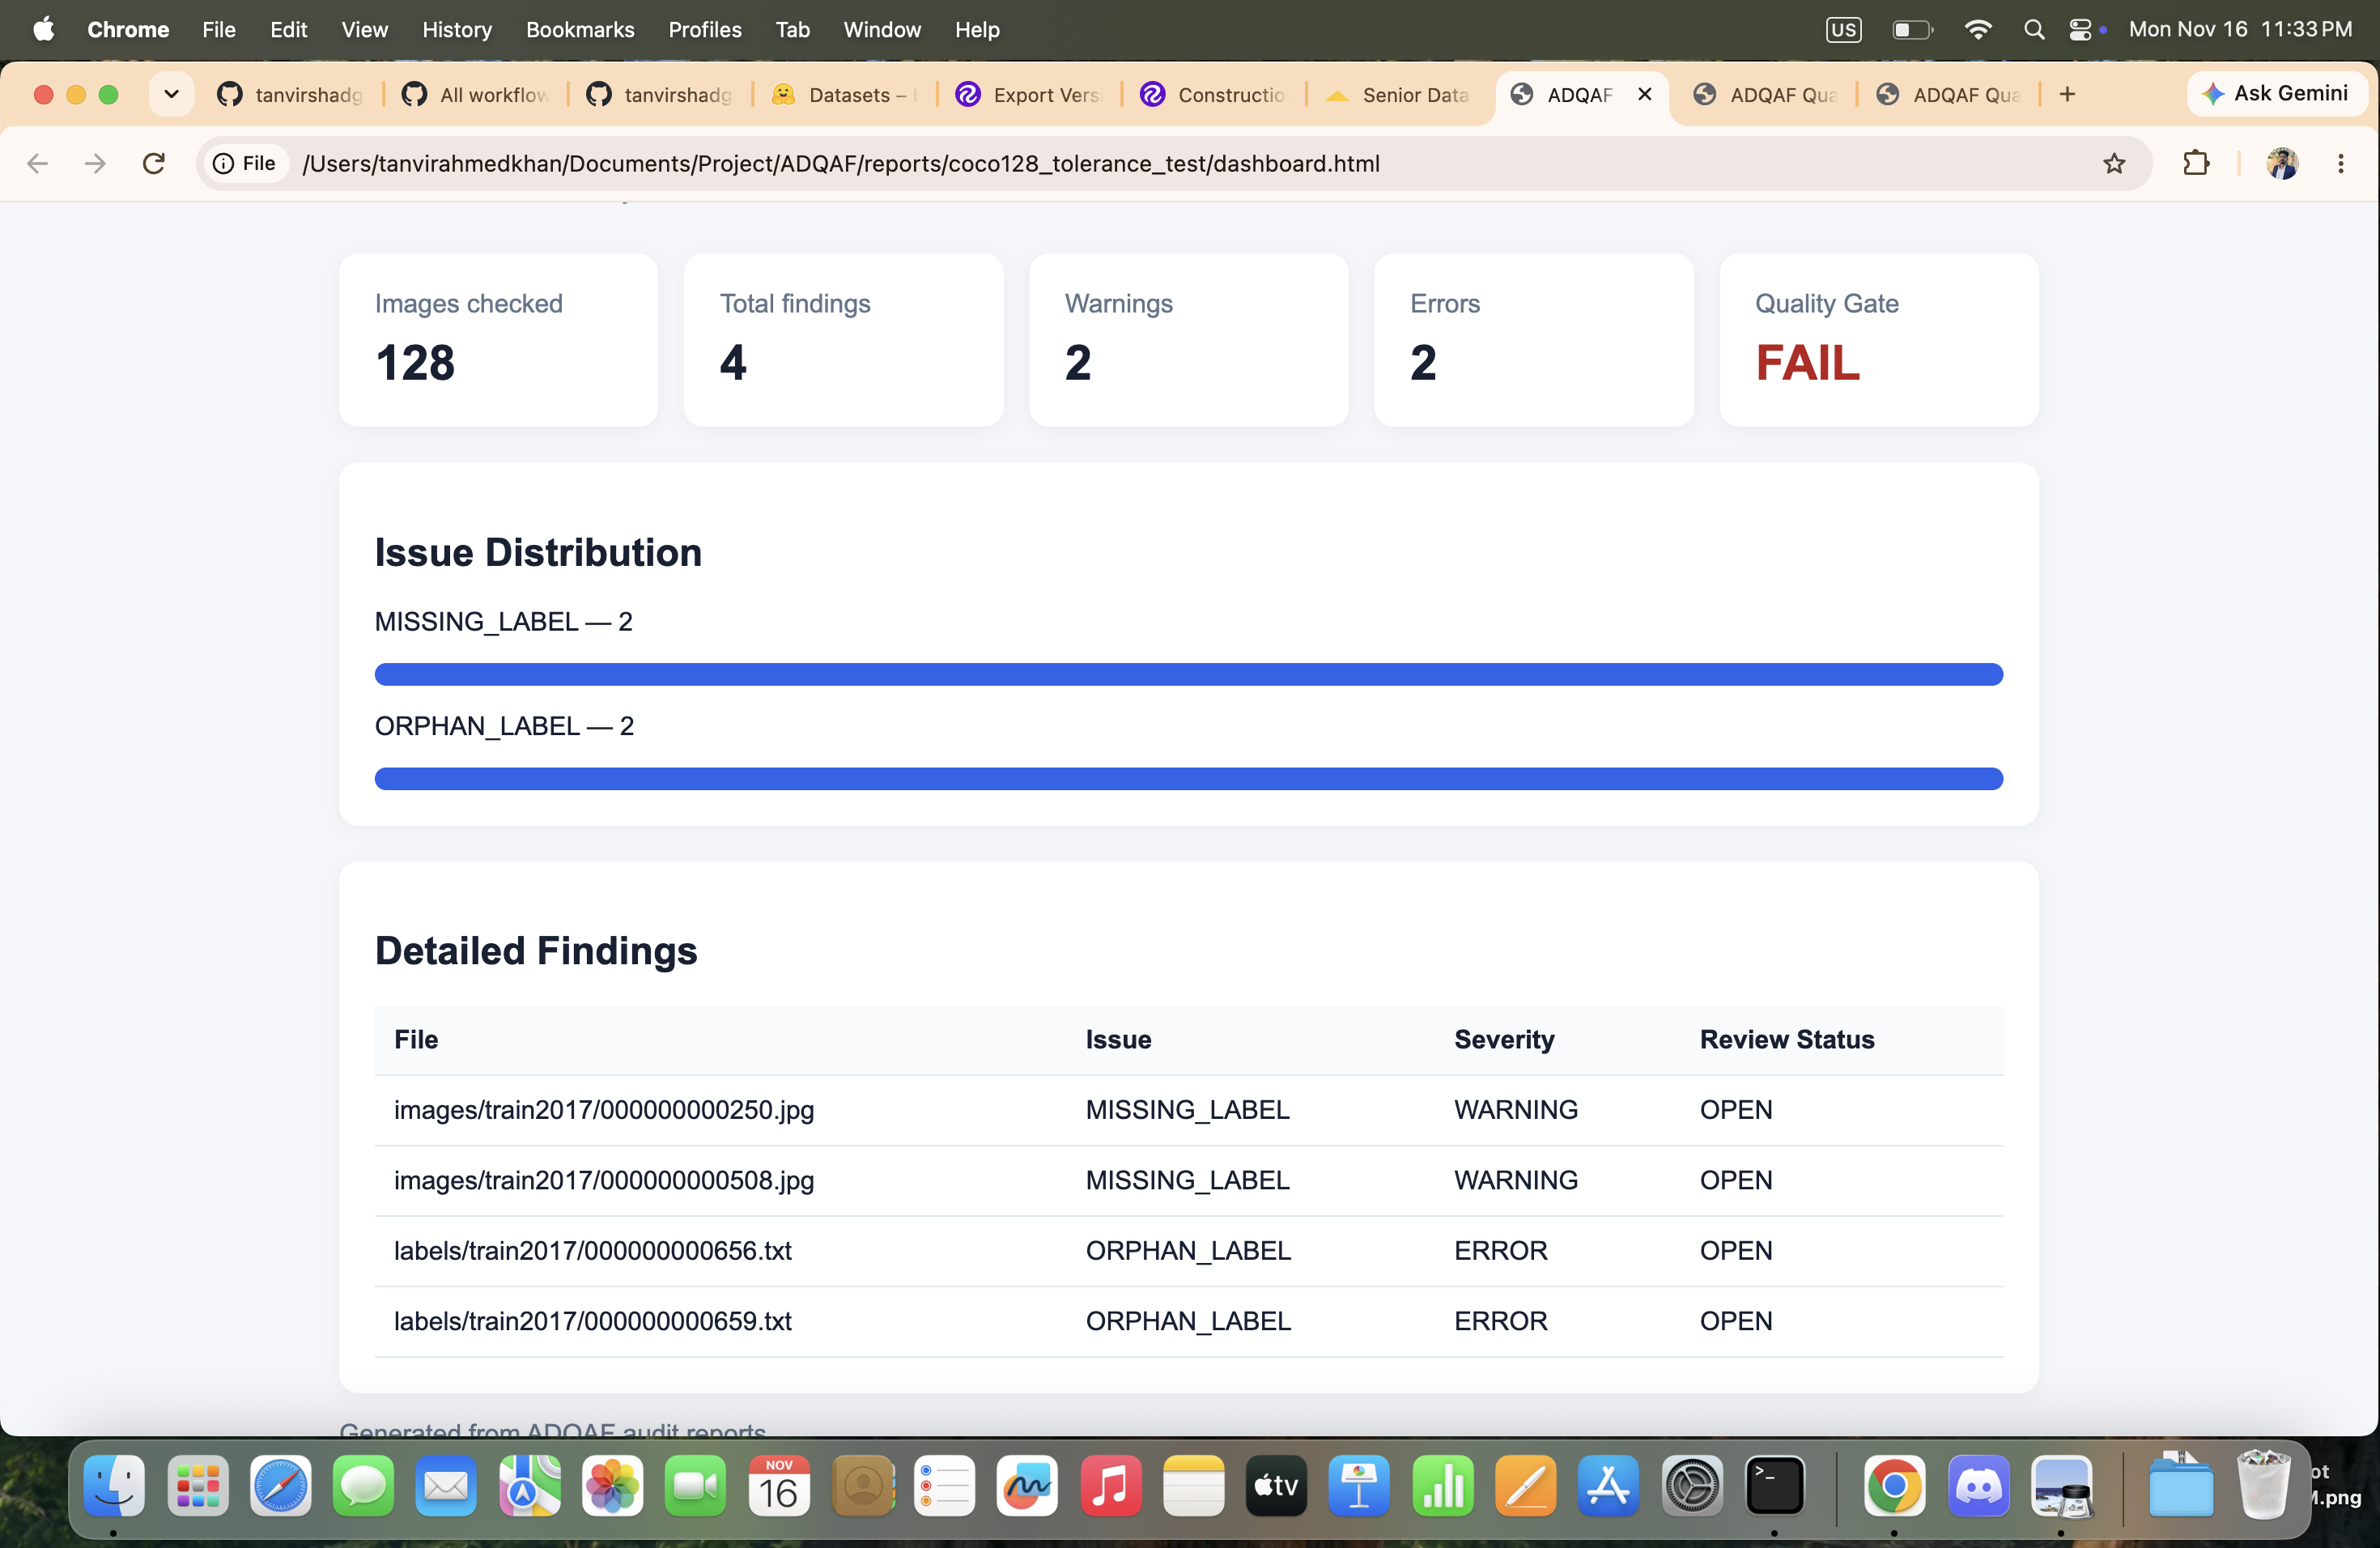 Chrome File Edit View History Bookmarks Profiles Tab Window Help US Mon Nov 16 11:33 PM
tanvirshadg All workflow tanvirshadg Datasets – Export Vers Constructio Senior Data ADQAF ADQAF Qua ADQAF Qua Ask Gemini
File /Users/tanvirahmedkhan/Documents/Project/ADQAF/reports/coco128_tolerance_test/dashboard.html
Images checked Total findings Warnings Errors Quality Gate
128 4 2 2 FAIL
Issue Distribution
MISSING_LABEL — 2
ORPHAN_LABEL — 2
Detailed Findings
File Issue Severity Review Status
images/train2017/000000000250.jpg MISSING_LABEL WARNING OPEN
images/train2017/000000000508.jpg MISSING_LABEL WARNING OPEN
labels/train2017/000000000656.txt ORPHAN_LABEL ERROR OPEN
labels/train2017/000000000659.txt ORPHAN_LABEL ERROR OPEN
Generated from ADQAF audit reports
NOV
16
tv
ot
M.png